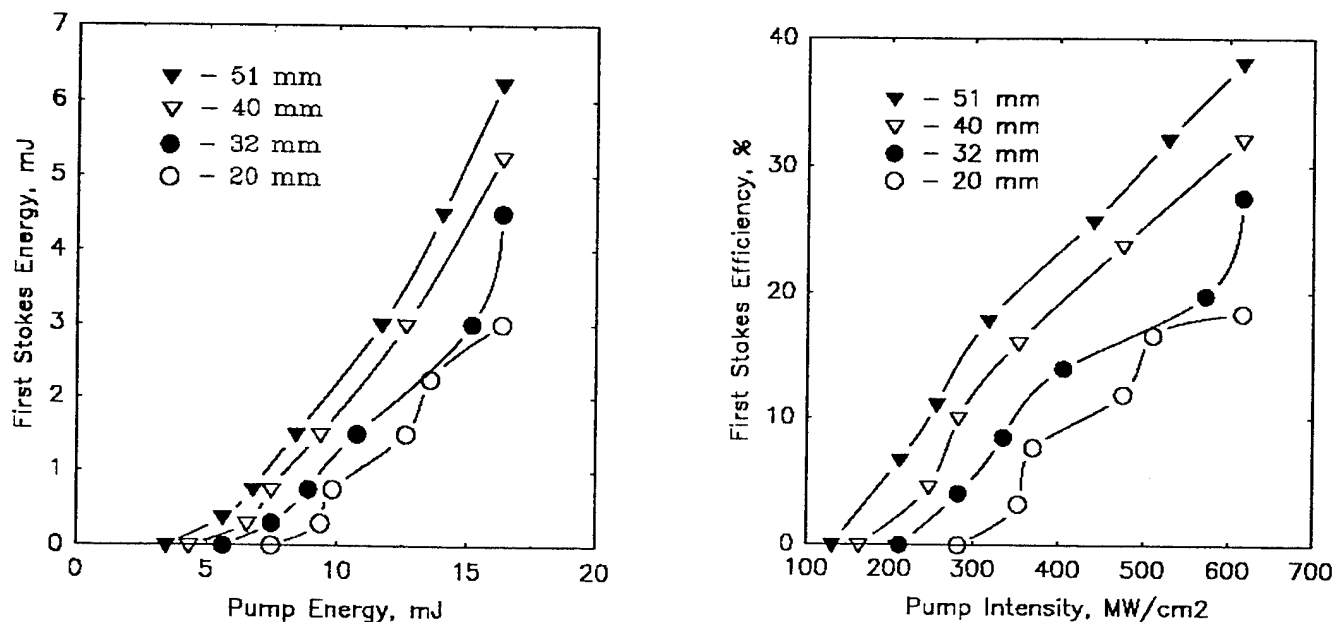 7
6
5
4
3
2
1
0
First Stokes Energy, mJ
– 51 mm
– 40 mm
– 32 mm
– 20 mm
0
5
10
15
20
Pump Energy, mJ
40
30
20
10
0
First Stokes Efficiency, %
– 51 mm
– 40 mm
– 32 mm
– 20 mm
100
200
300
400
500
600
700
Pump Intensity, MW/cm2